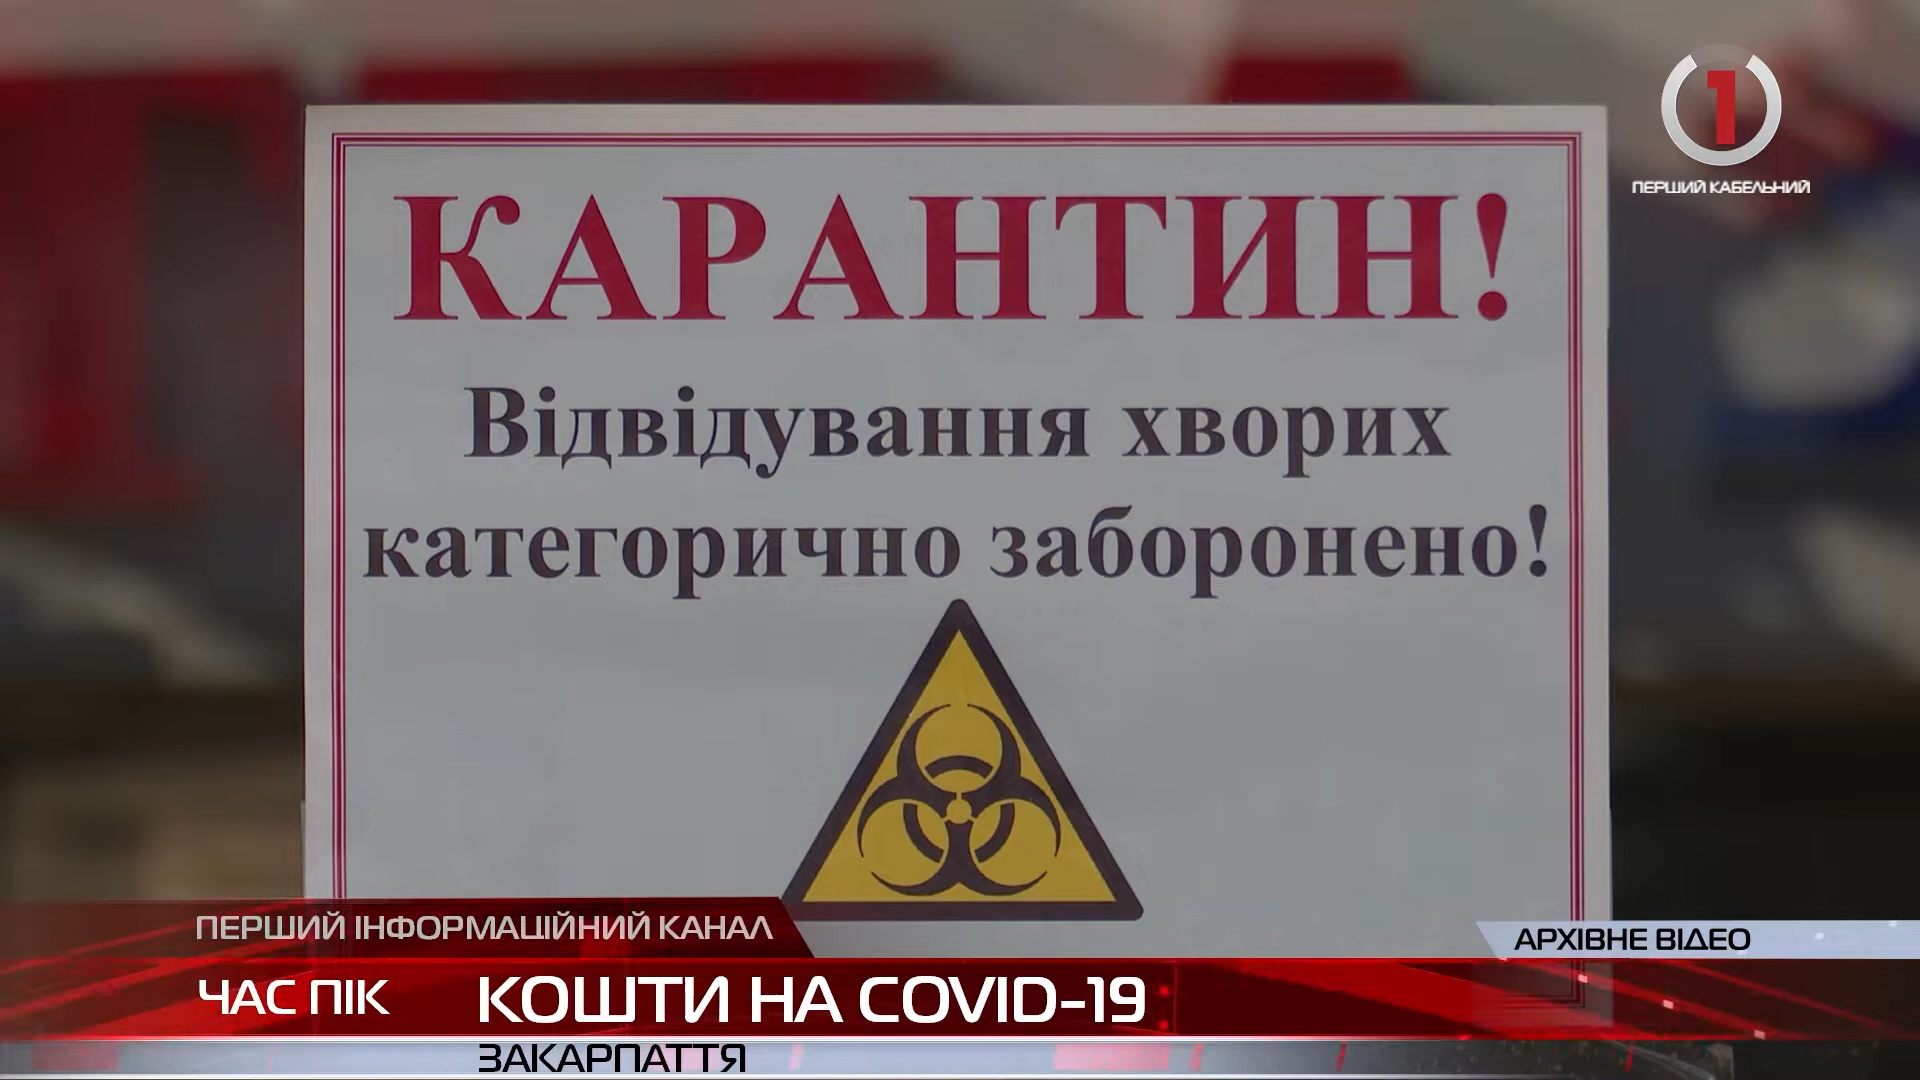 1
ПЕРШИЙ КАБЕЛЬНИЙ
КАРАНТИН!
Відвідування хворих
категорично заборонено!
ПЕРШИЙ ІНФОРМАЦІЙНИЙ КАНАЛ
АРХІВНЕ ВІДЕО
ЧАС ПІК
КОШТИ НА COVID-19
ЗАКАРПАТТЯ